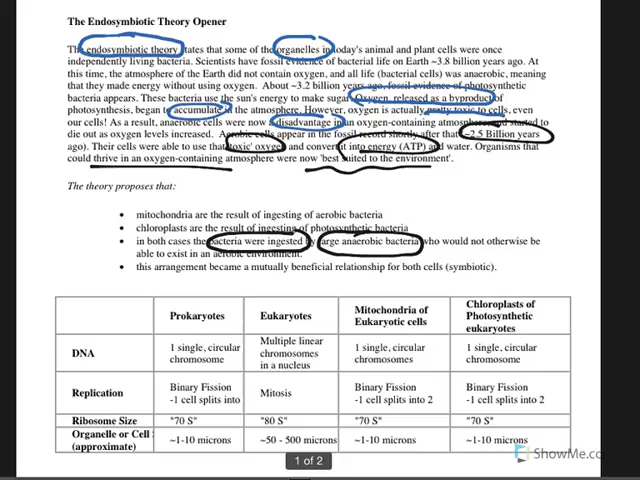 The Endosymbiotic Theory Opener
The endosymbiotic theory states that some of the organelles in today's animal and plant cells were once
independently living bacteria. Scientists have fossil evidence of bacterial life on Earth ~3.8 billion years ago. At
this time, the atmosphere of the Earth did not contain oxygen, and all life (bacterial cells) was anaerobic, meaning
that they made energy without using oxygen. About ~3.2 billion years ago, fossil evidence of photosynthetic
bacteria appears. These bacteria use the sun's energy to make sugar. Oxygen, released as a byproduct of
photosynthesis, began to accumulate in the atmosphere. However, oxygen is actually pretty toxic to cells, even
our cells! As a result, anaerobic cells were now a disadvantage in an oxygen-containing atmosphere and started to
die out as oxygen levels increased. Aerobic cells appear in the fossil record shortly after that (~2.5 Billion years
ago). Their cells were able to use that 'toxic' oxygen and convert it into energy (ATP) and water. Organisms that
could thrive in an oxygen-containing atmosphere were now 'best suited to the environment'.
The theory proposes that:
• mitochondria are the result of ingesting of aerobic bacteria
• chloroplasts are the result of ingesting of photosynthetic bacteria
• in both cases the bacteria were ingested by large anaerobic bacteria who would not otherwise be
able to exist in an aerobic environment.
• this arrangement became a mutually beneficial relationship for both cells (symbiotic).
Prokaryotes Eukaryotes Mitochondria of Eukaryotic cells Chloroplasts of Photosynthetic eukaryotes
DNA 1 single, circular chromosome Multiple linear chromosomes in a nucleus 1 single, circular chromosomes 1 single, circular chromosome
Replication Binary Fission -1 cell splits into Mitosis Binary Fission -1 cell splits into 2 Binary Fission -1 cell splits into 2
Ribosome Size "70 S" "80 S" "70 S" "70 S"
Organelle or Cell (approximate) ~1-10 microns ~50 - 500 microns ~1-10 microns ~1-10 microns
1 of 2
ShowMe.co